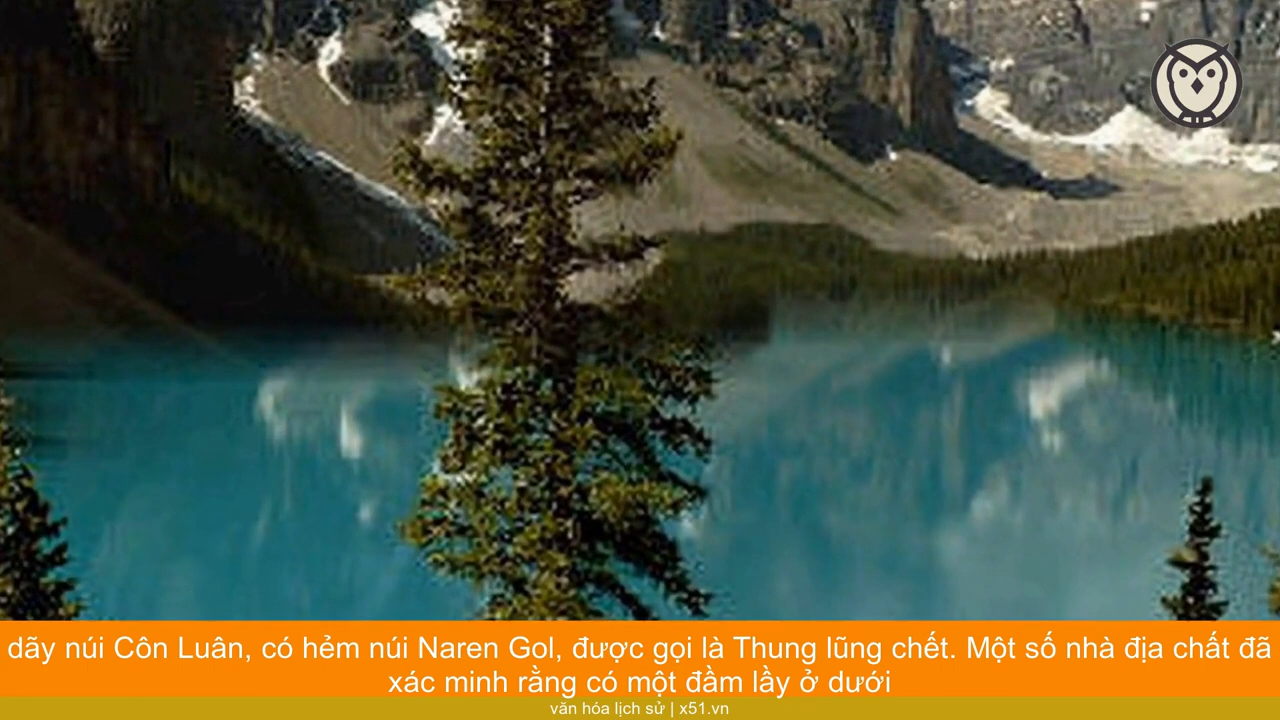 dãy núi Côn Luân, có hẻm núi Naren Gol, được gọi là Thung lũng chết. Một số nhà địa chất đã
xác minh rằng có một đầm lầy ở dưới
văn hóa lịch sử | x51.vn